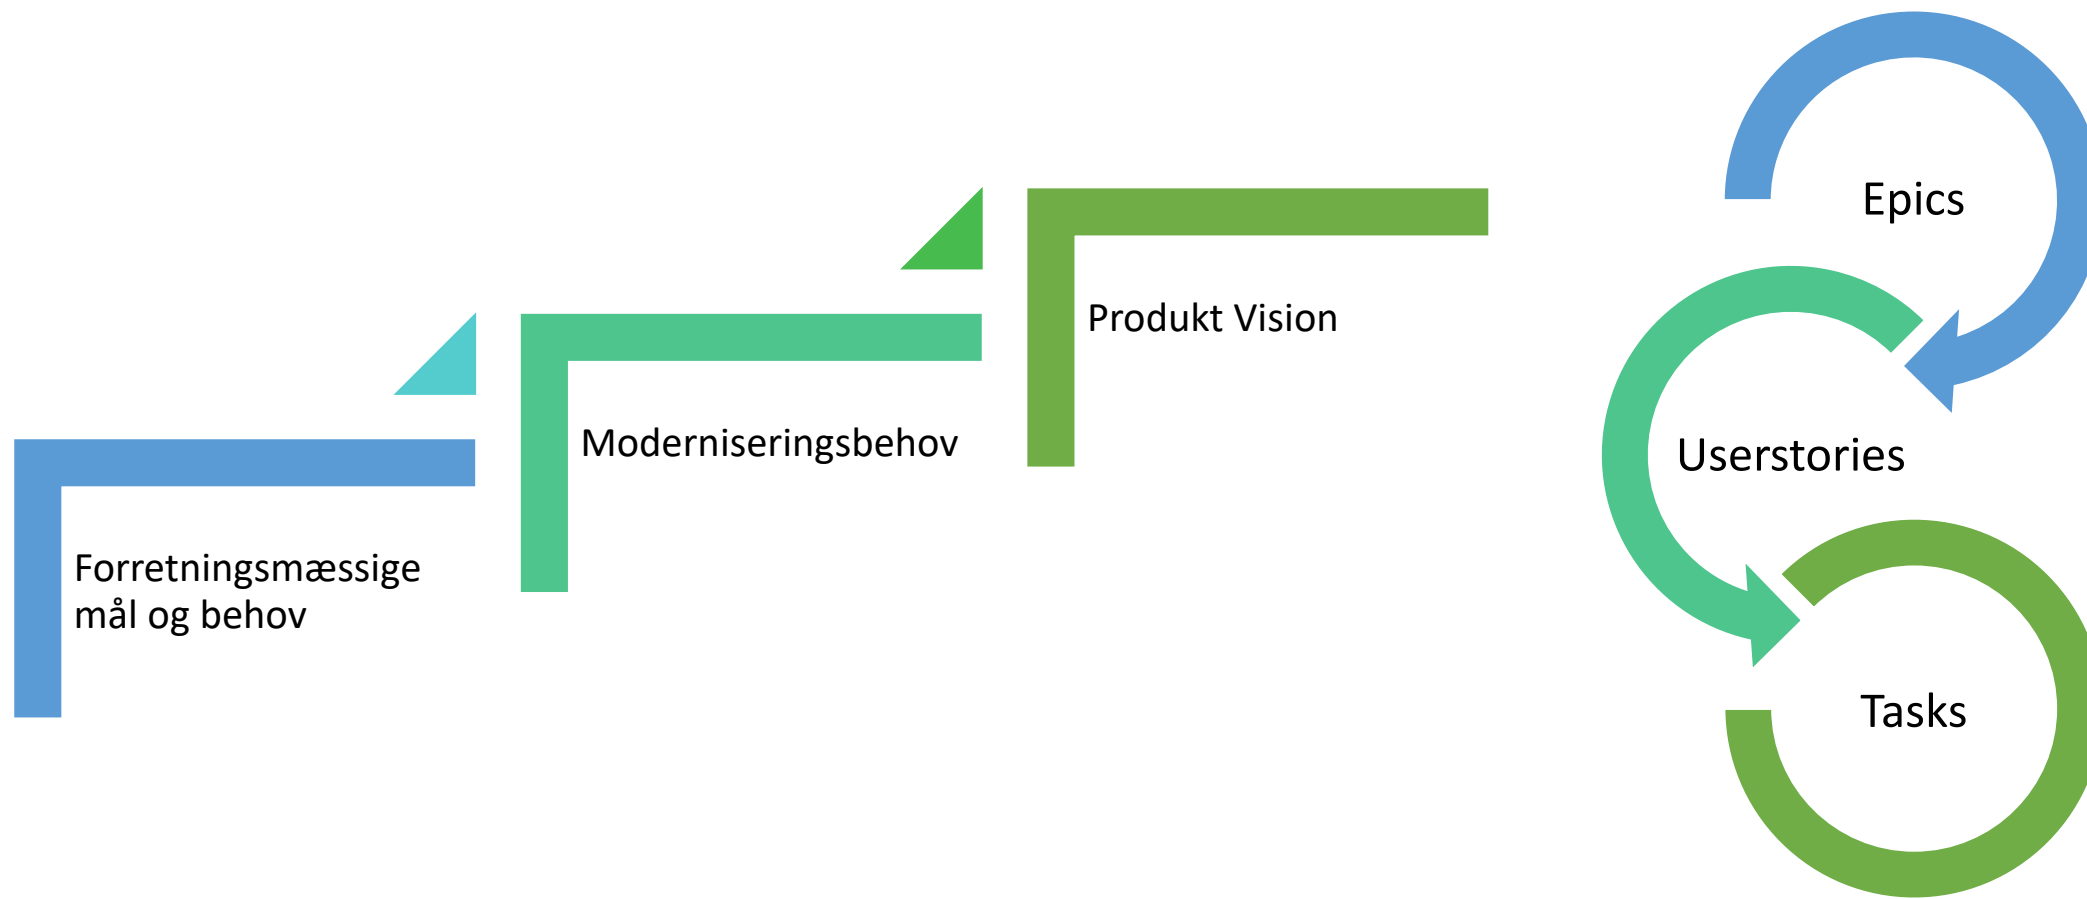 Forretningsmæssige
mål og behov
Moderniseringsbehov
Produkt Vision
Epics
Userstories
Tasks